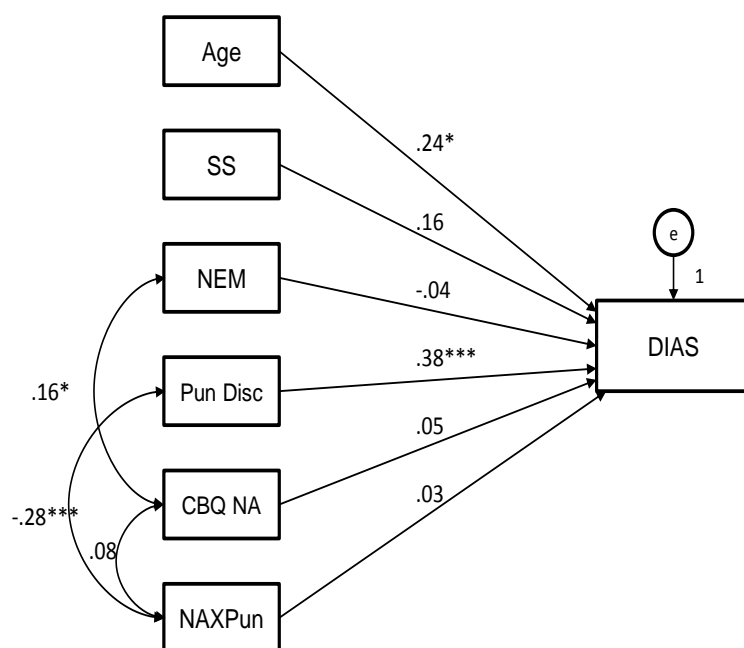 Age
.24*
SS
.16
e
1
NEM
-.04
DIAS
.38***
Pun Disc
.16*
.05
CBQ NA
.03
-.28***
.08
NAXPun